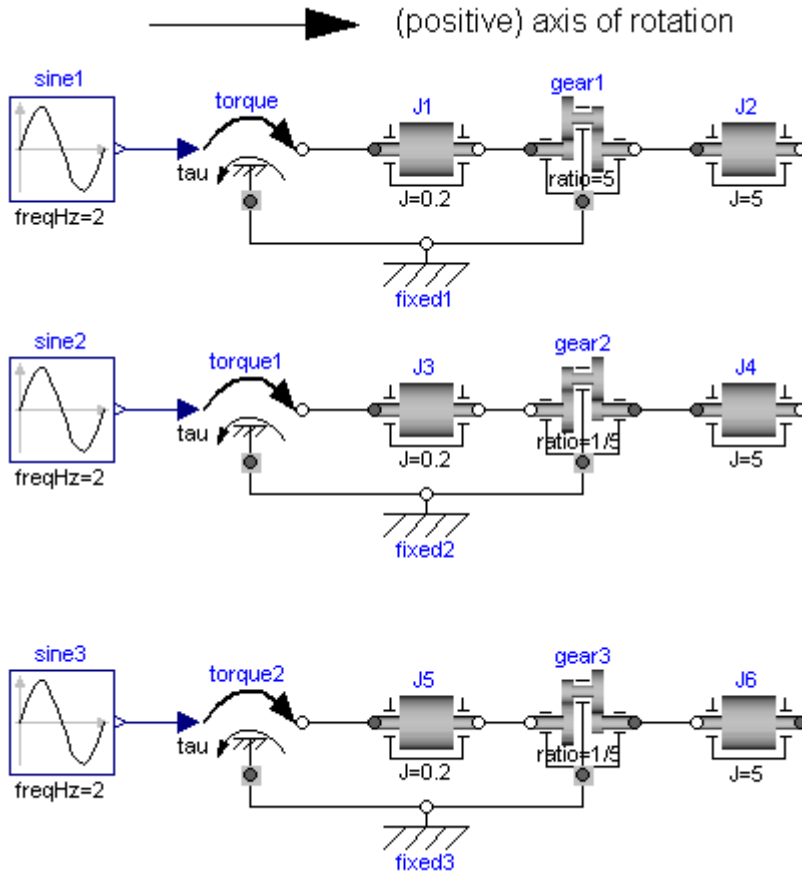 (positive) axis of rotation
sine1
torque
J1
gear1
J2
tau
ratio=5
J=0.2
J=5
freqHz=2
fixed1
sine2
torque1
J3
gear2
J4
tau
ratio=1/5
J=0.2
J=5
freqHz=2
fixed2
sine3
torque2
J5
gear3
J6
tau
ratio=1/5
J=0.2
J=5
freqHz=2
fixed3